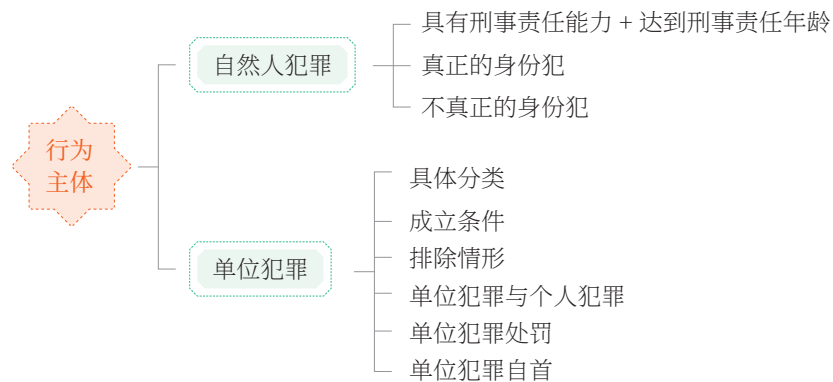 行为
主体
自然人犯罪
具有刑事责任能力 + 达到刑事责任年龄
真正的身份犯
不真正的身份犯
单位犯罪
具体分类
成立条件
排除情形
单位犯罪与个人犯罪
单位犯罪处罚
单位犯罪自首